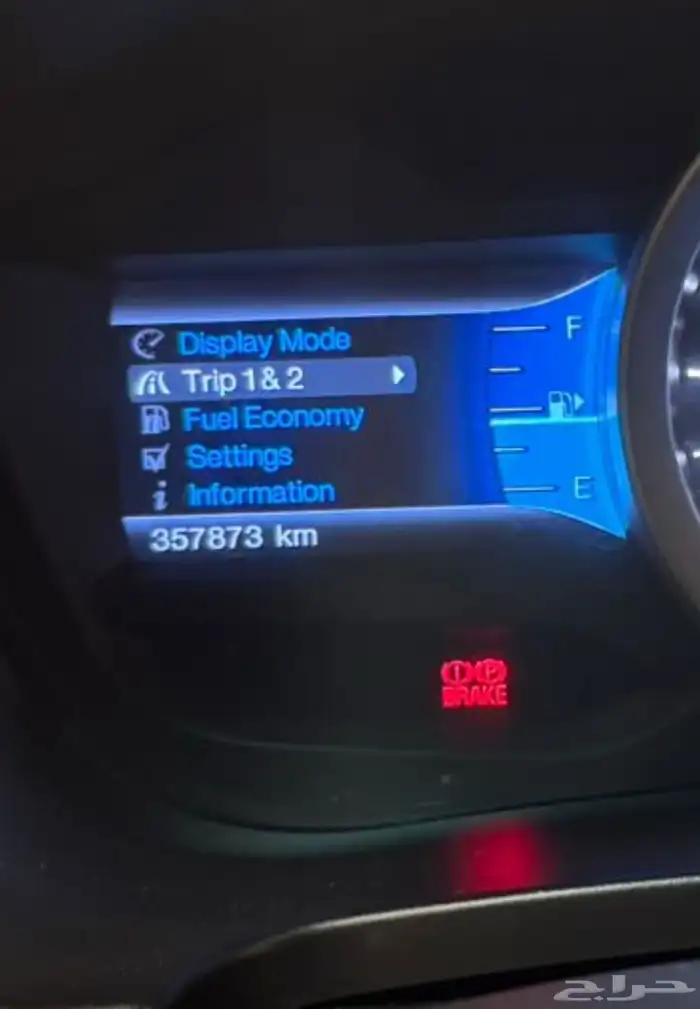 Display Mode
Trip 1 & 2
Fuel Economy
Settings
Information
357873 km
F
E
BRAKE
حراج